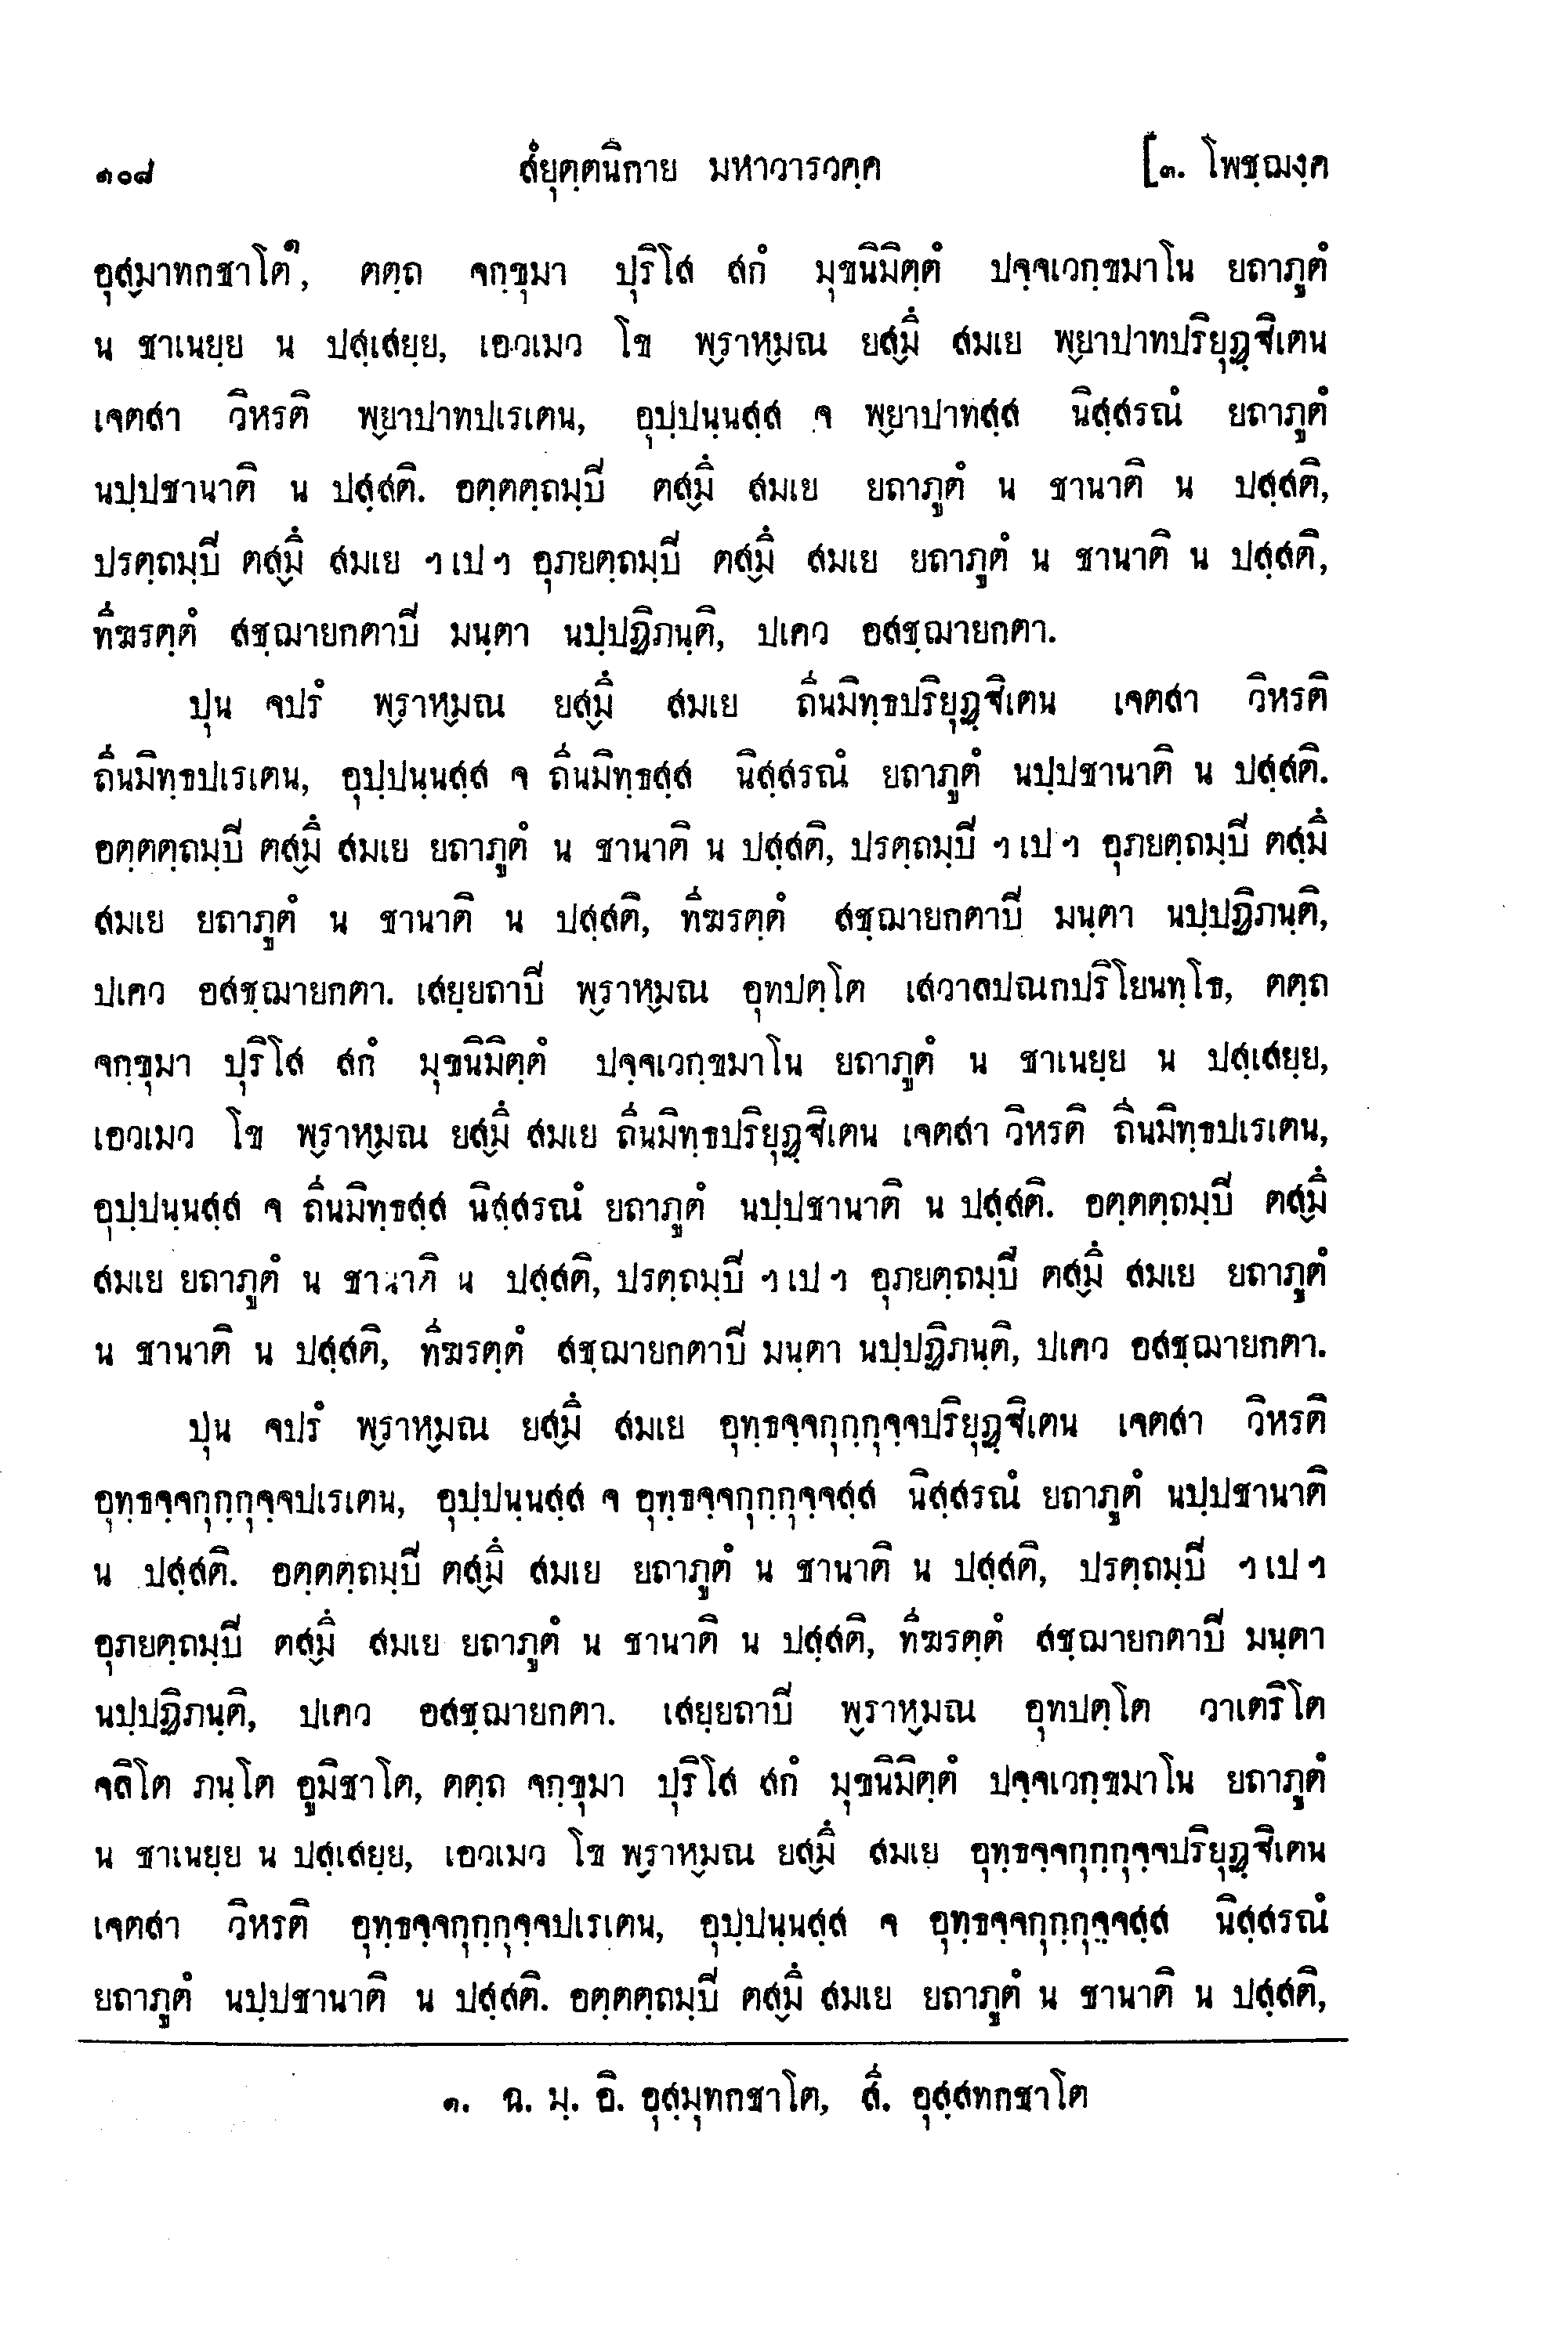 ๑๐๘ สํยุตฺตนิกาย มหาวารวคฺค [๓. โพชฺฌงฺค
อุสฺมาทกชาโต๑, ตตฺถ จกฺขุมา ปุริโส สกํ มุขนิมิตฺตํ ปจฺจเวกฺขมาโน ยถาภูตํ
น ชาเนยฺย น ปสฺเสยฺย, เอวเมว โข พฺราหฺมณ ยสฺมึ สมเย พฺยาปาทปริยุฏฺฐิเตน
เจตสา วิหรติ พฺยาปาทปเรเตน, อุปฺปนฺนสฺส จ พฺยาปาทสฺส นิสฺสรณํ ยถาภูตํ
นปฺปชานาติ น ปสฺสติ. อตฺตตฺถมฺปิ ตสฺมึ สมเย ยถาภูตํ น ชานาติ น ปสฺสติ,
ปรตฺถมฺปิ ตสฺมึ สมเย ฯเปฯ อุภยตฺถมฺปิ ตสฺมึ สมเย ยถาภูตํ น ชานาติ น ปสฺสติ,
ทีฆรตฺตํ สชฺฌายกตาปิ มนฺตา นปฺปฏิภนฺติ, ปเคว อสชฺฌายกตา.
ปุน จปรํ พฺราหฺมณ ยสฺมึ สมเย ถีนมิทฺธปริยุฏฺฐิเตน เจตสา วิหรติ
ถีนมิทฺธปเรเตน, อุปฺปนฺนสฺส จ ถีนมิทฺธสฺส นิสฺสรณํ ยถาภูตํ นปฺปชานาติ น ปสฺสติ.
อตฺตตฺถมฺปิ ตสฺมึ สมเย ยถาภูตํ น ชานาติ น ปสฺสติ, ปรตฺถมฺปิ ฯเปฯ อุภยตฺถมฺปิ ตสฺมึ
สมเย ยถาภูตํ น ชานาติ น ปสฺสติ, ทีฆรตฺตํ สชฺฌายกตาปิ มนฺตา นปฺปฏิภนฺติ,
ปเคว อสชฺฌายกตา. เสยฺยถาปิ พฺราหฺมณ อุทปตฺโต เสวาลปณกปริโยนทฺโธ, ตตฺถ
จกฺขุมา ปุริโส สกํ มุขนิมิตฺตํ ปจฺจเวกฺขมาโน ยถาภูตํ น ชาเนยฺย น ปสฺเสยฺย,
เอวเมว โข พฺราหฺมณ ยสฺมึ สมเย ถีนมิทฺธปริยุฏฺฐิเตน เจตสา วิหรติ ถีนมิทฺธปเรเตน,
อุปฺปนฺนสฺส จ ถีนมิทฺธสฺส นิสฺสรณํ ยถาภูตํ นปฺปชานาติ น ปสฺสติ. อตฺตตฺถมฺปิ ตสฺมึ
สมเย ยถาภูตํ น ชานาติ น ปสฺสติ, ปรตฺถมฺปิ ฯเปฯ อุภยตฺถมฺปิ ตสฺมึ สมเย ยถาภูตํ
น ชานาติ น ปสฺสติ, ทีฆรตฺตํ สชฺฌายกตาปิ มนฺตา นปฺปฏิภนฺติ, ปเคว อสชฺฌายกตา.
ปุน จปรํ พฺราหฺมณ ยสฺมึ สมเย อุทฺธจฺจกุกฺกุจฺจปริยุฏฺฐิเตน เจตสา วิหรติ
อุทฺธจฺจกุกฺกุจฺจปเรเตน, อุปฺปนฺนสฺส จ อุทฺธจฺจกุกฺกุจฺจสฺส นิสฺสรณํ ยถาภูตํ นปฺปชานาติ
น ปสฺสติ. อตฺตตฺถมฺปิ ตสฺมึ สมเย ยถาภูตํ น ชานาติ น ปสฺสติ, ปรตฺถมฺปิ ฯเปฯ
อุภยตฺถมฺปิ ตสฺมึ สมเย ยถาภูตํ น ชานาติ น ปสฺสติ, ทีฆรตฺตํ สชฺฌายกตาปิ มนฺตา
นปฺปฏิภนฺติ, ปเคว อสชฺฌายกตา. เสยฺยถาปิ พฺราหฺมณ อุทปตฺโต วาเตริโต
จลิโต ภนฺโต อูมิชาโต, ตตฺถ จกฺขุมา ปุริโส สกํ มุขนิมิตฺตํ ปจฺจเวกฺขมาโน ยถาภูตํ
น ชาเนยฺย น ปสฺเสยฺย, เอวเมว โข พฺราหฺมณ ยสฺมึ สมเย อุทฺธจฺจกุกฺกุจฺจปริยุฏฺฐิเตน
เจตสา วิหรติ อุทฺธจฺจกุกฺกุจฺจปเรเตน, อุปฺปนฺนสฺส จ อุทฺธจฺจกุกฺกุจฺจสฺส นิสฺสรณํ
ยถาภูตํ นปฺปชานาติ น ปสฺสติ. อตฺตตฺถมฺปิ ตสฺมึ สมเย ยถาภูตํ น ชานาติ น ปสฺสติ,
๑. ฉ. ม. อิ. อุสฺมุทกชาโต, สี. อุสฺสทกชาโต